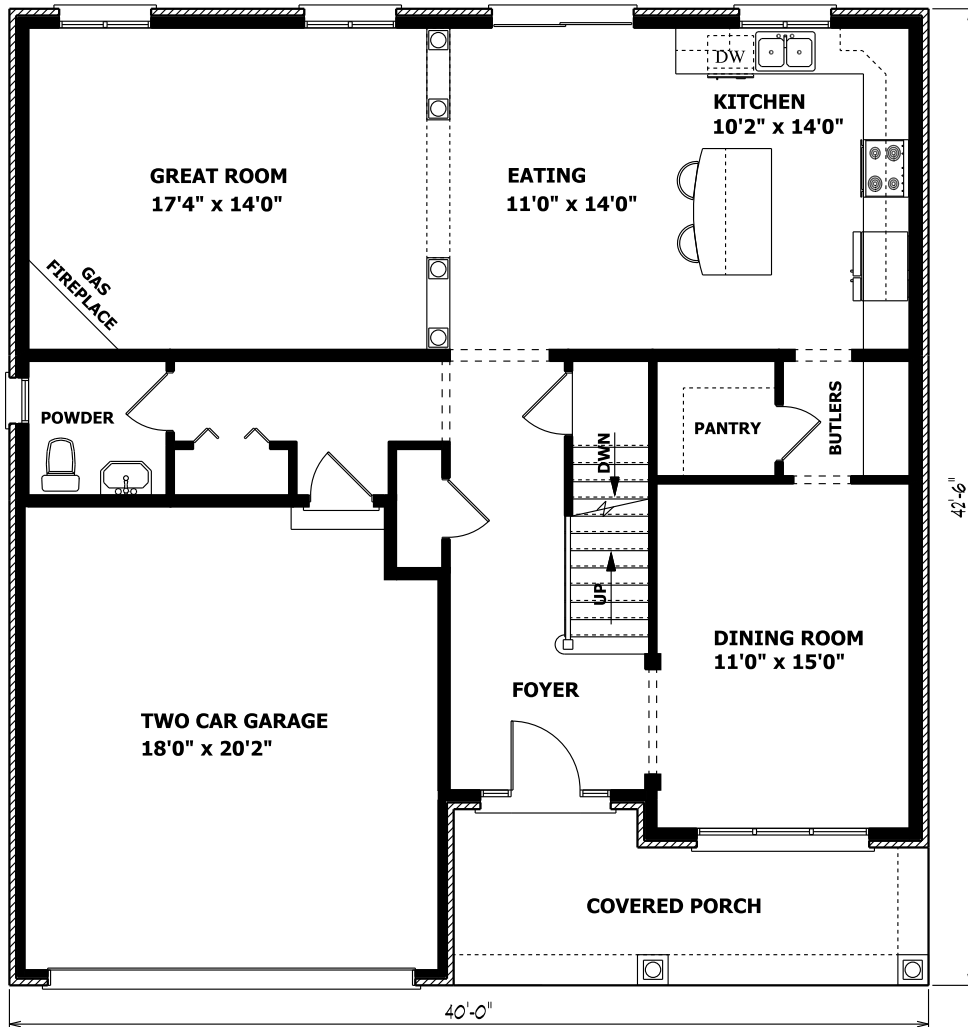 DW
KITCHEN
10'2" x 14'0"
GREAT ROOM
17'4" x 14'0"
EATING
11'0" x 14'0"
GAS
FIREPLACE
POWDER
DWN
PANTRY
BUTLERS
42'-6"
UP
DINING ROOM
11'0" x 15'0"
FOYER
TWO CAR GARAGE
18'0" x 20'2"
COVERED PORCH
40'-0"